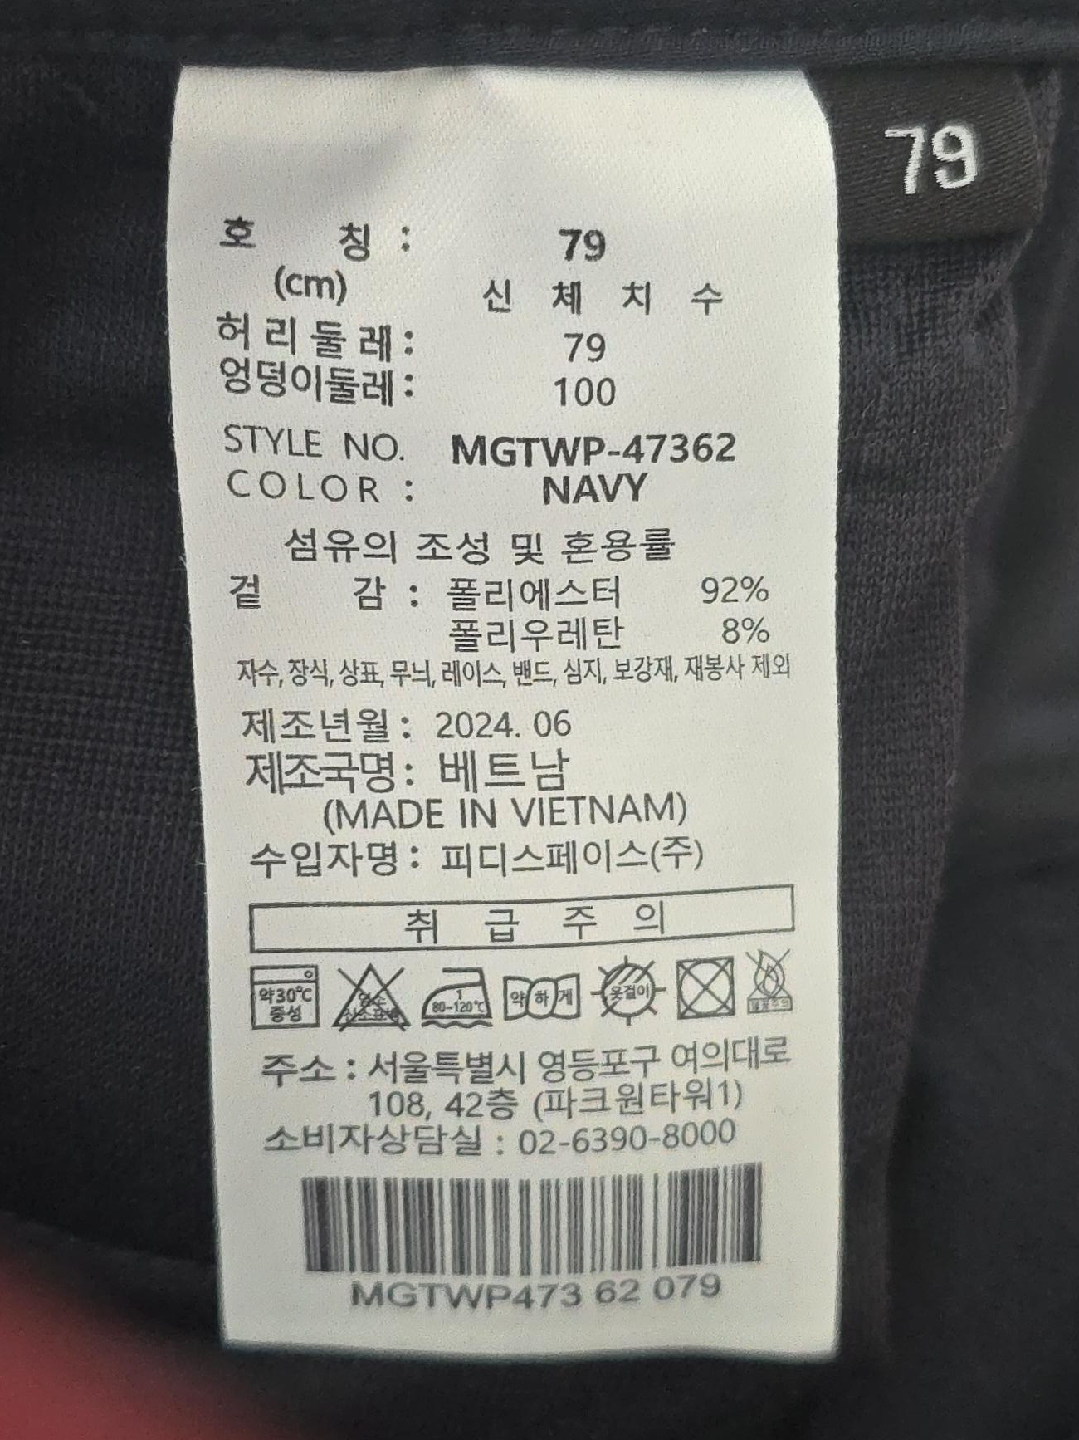 79
호 칭 : 79
(cm) 신 체 치 수
허 리 둘 레 : 79
엉덩이둘레 : 100
STYLE NO. MGTWP-47362
COLOR : NAVY
섬유의 조성 및 혼용률
겉 감 : 폴리에스터 92%
폴리우레탄 8%
자수, 장식, 상표, 무늬, 레이스, 밴드, 심지, 보강재, 재봉사 제외
제조년월 : 2024. 06
제조국명 : 베트남
(MADE IN VIETNAM)
수입자명 : 피디스페이스(주)
취 급 주 의
약30℃ 중성
1 80~120℃
약 하 게
옷걸이
주소 : 서울특별시 영등포구 여의대로
108, 42층 (파크원타워1)
소비자상담실 : 02-6390-8000
MGTWP473 62 079